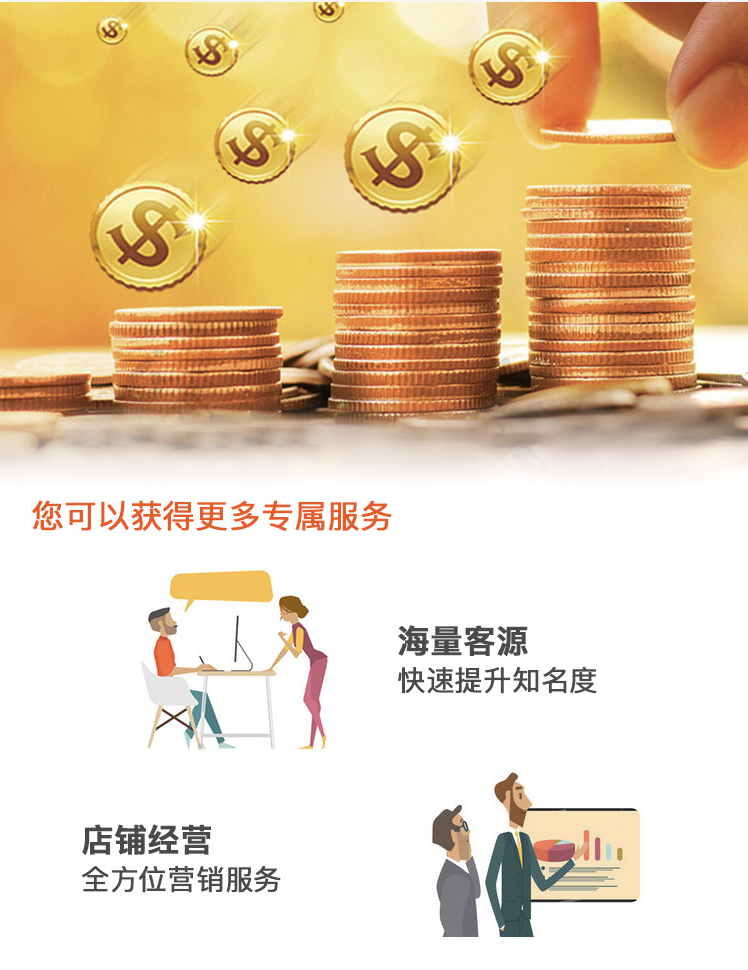 您可以获得更多专属服务
海量客源
快速提升知名度
店铺经营
全方位营销服务